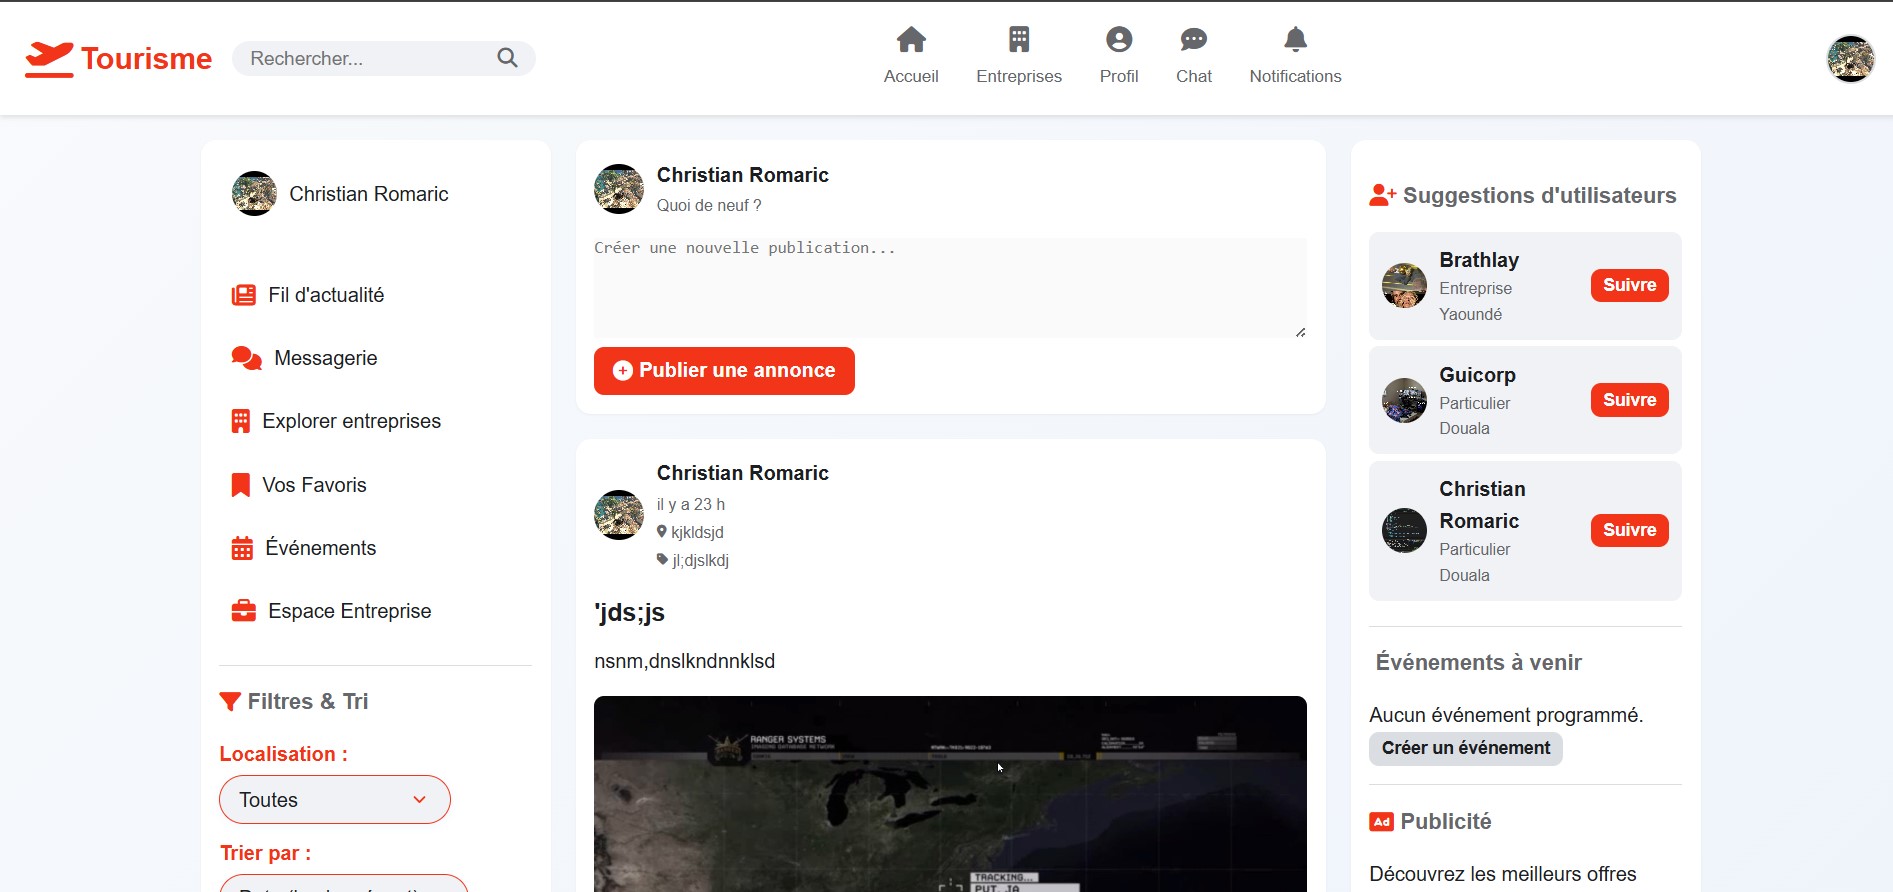 Tourisme
Rechercher...
Accueil
Entreprises
Profil
Chat
Notifications
Christian Romaric
Fil d'actualité
Messagerie
Explorer entreprises
Vos Favoris
Événements
Espace Entreprise
Filtres & Tri
Localisation :
Toutes
Trier par :
Christian Romaric
Quoi de neuf ?
Créer une nouvelle publication...
Publier une annonce
Christian Romaric
il y a 23 h
kjkldsjd
jl;djslkdj
'jds;js
nsnm,dnslkndnnklsd
RANGER SYSTEMS
IMAGING DATABASE NETWORK
TRACKING...
Suggestions d'utilisateurs
Brathlay
Entreprise
Yaoundé
Suivre
Guicorp
Particulier
Douala
Suivre
Christian
Romaric
Particulier
Douala
Suivre
Événements à venir
Aucun événement programmé.
Créer un événement
Ad Publicité
Découvrez les meilleurs offres